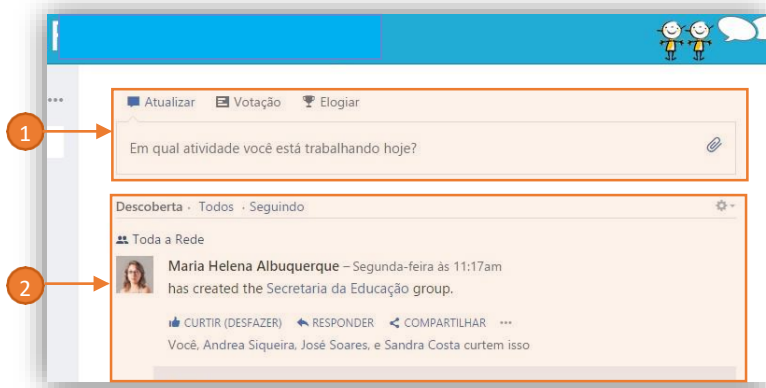 Atualizar Votação Elogiar
1
Em qual atividade você está trabalhando hoje?
Descoberta · Todos · Seguindo
Toda a Rede
Maria Helena Albuquerque – Segunda-feira às 11:17am
2
has created the Secretaria da Educação group.
CURTIR (DESFAZER) RESPONDER COMPARTILHAR ···
Você, Andrea Siqueira, José Soares, e Sandra Costa curtem isso